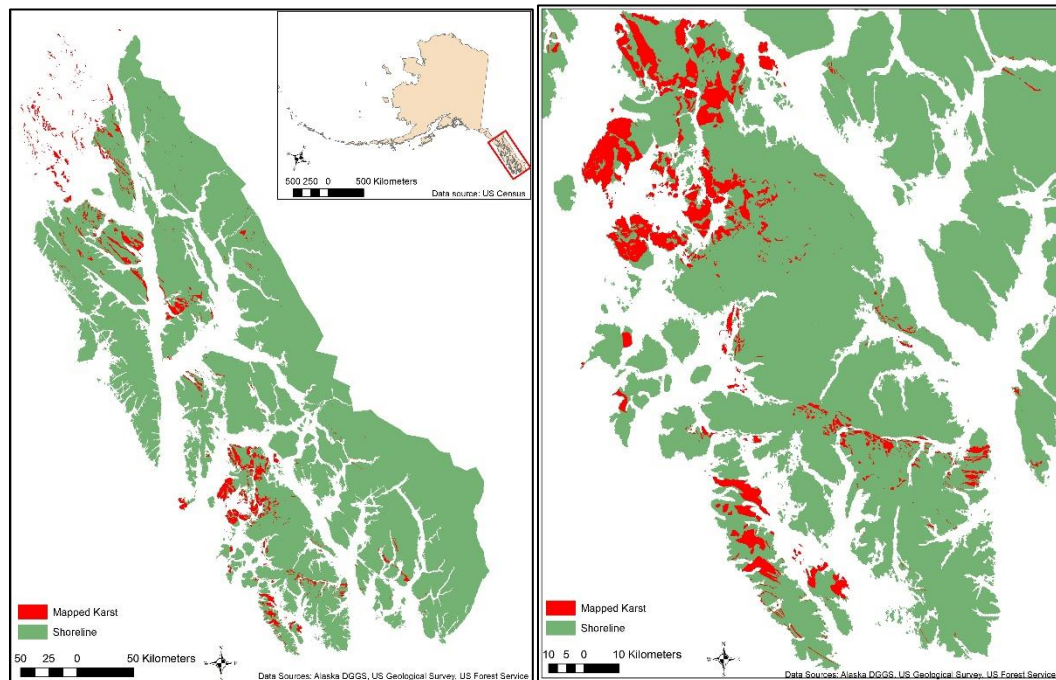 500 250 0 500 Kilometers
Data source: US Census
Mapped Karst
Shoreline
50 25 0 50 Kilometers
Data Sources: Alaska DGGS, US Geological Survey, US Forest Service
Mapped Karst
Shoreline
10 5 0 10 Kilometers
Data Sources: Alaska DGGS, US Geological Survey, US Forest Service